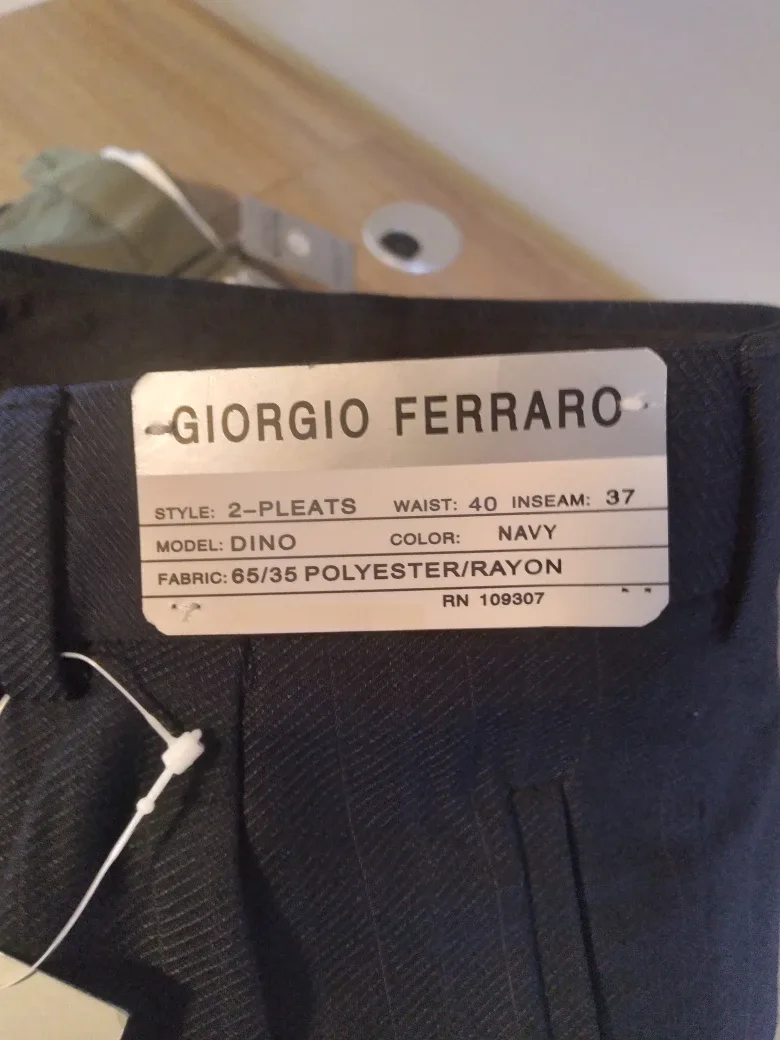 GIORGIO FERRARO
STYLE: 2-PLEATS WAIST: 40 INSEAM: 37
MODEL: DINO COLOR: NAVY
FABRIC: 65/35 POLYESTER/RAYON
RN 109307